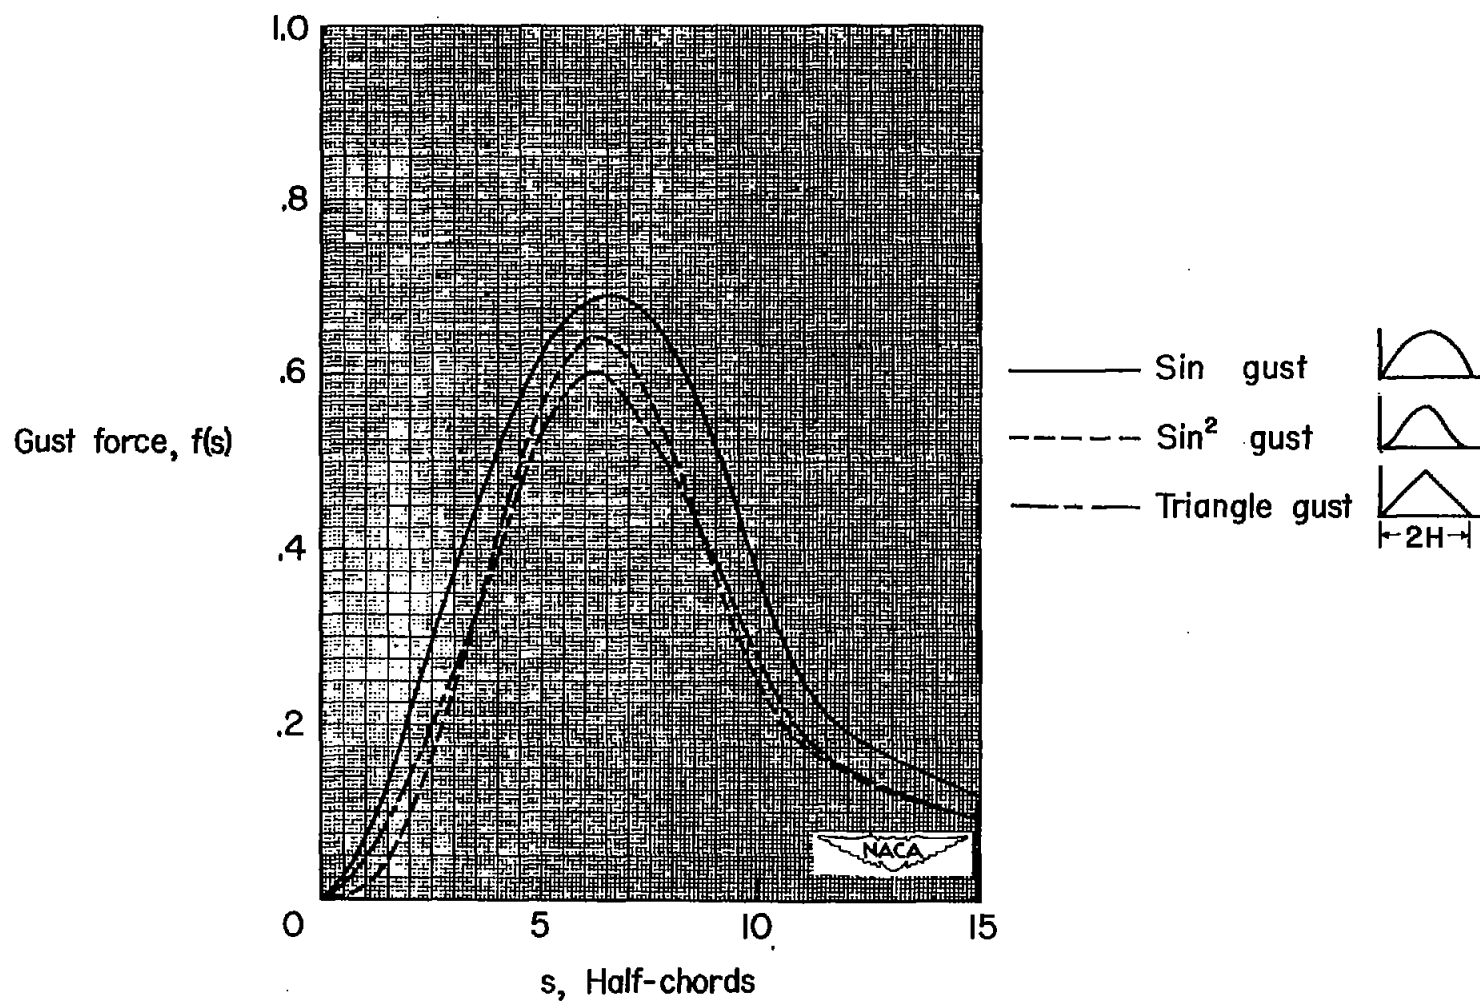 1.0
.8
.6
.4
.2
0
5
10
15
Gust force, f(s)
s, Half-chords
Sin gust
Sin² gust
Triangle gust
2H
NACA